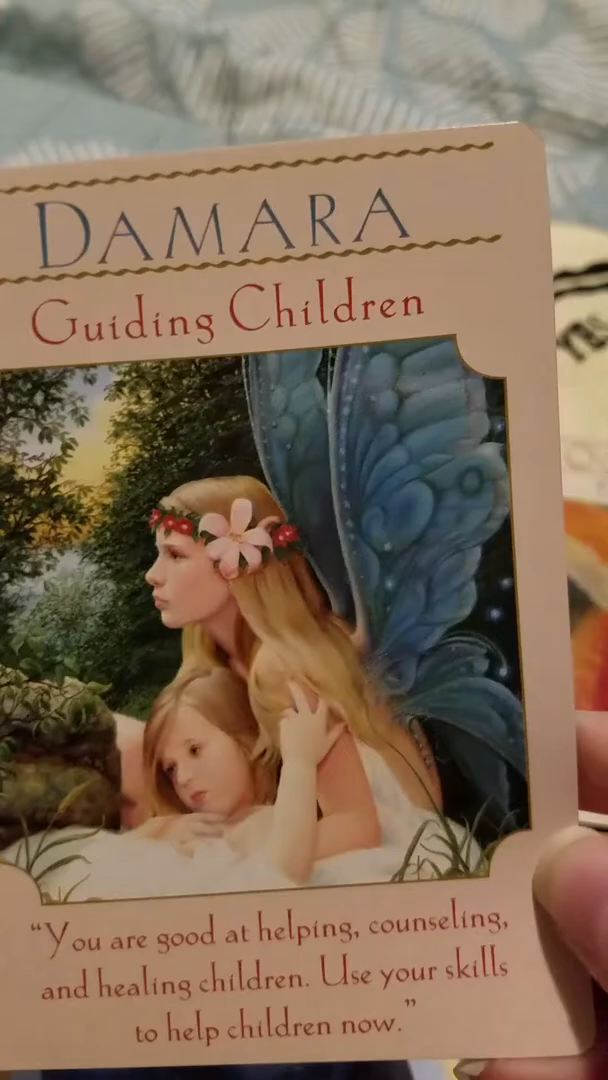 DAMARA
Guiding Children
"You are good at helping, counseling,
and healing children. Use your skills
to help children now."